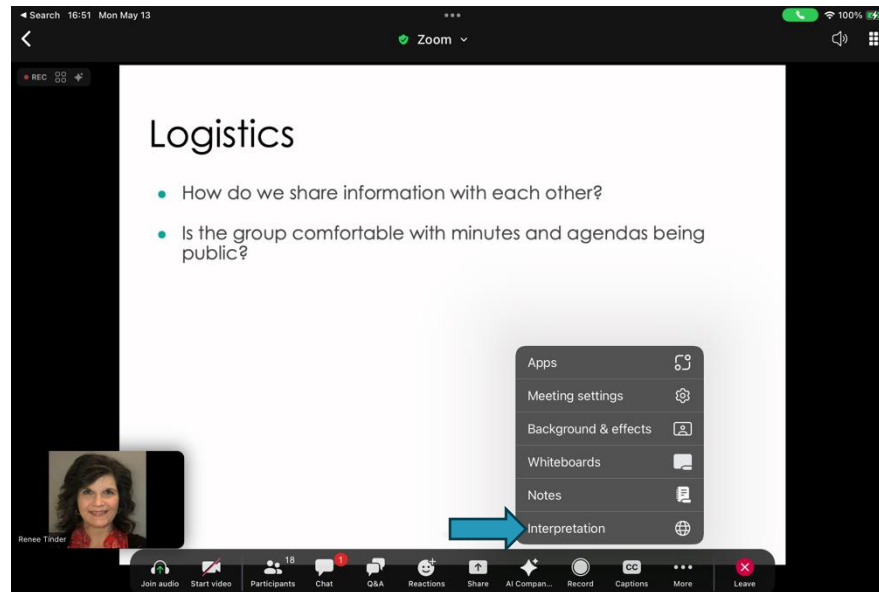 Search 16:51 Mon May 13
100%
Zoom
REC
Logistics
How do we share information with each other?
Is the group comfortable with minutes and agendas being
public?
Apps
Meeting settings
Background & effects
Whiteboards
Notes
Interpretation
Renee Tinder
18
1
CC
Join audio Start video Participants Chat Q&A Reactions Share AI Compan... Record Captions More Leave